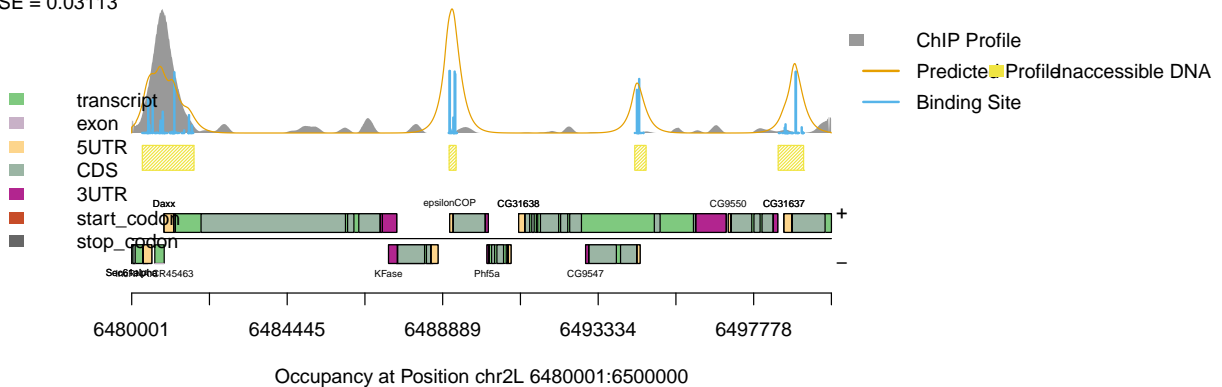 SE = 0.03113
ChIP Profile
Predicted Profile
Inaccessible DNA
Binding Site
transcript
exon
5UTR
CDS
3UTR
start_codon
stop_codon
Daxx
epsilonCOP
CG31638
CG9550
CG31637
+
KFase
Phf5a
CG9547
−
6480001
6484445
6488889
6493334
6497778
Occupancy at Position chr2L 6480001:6500000